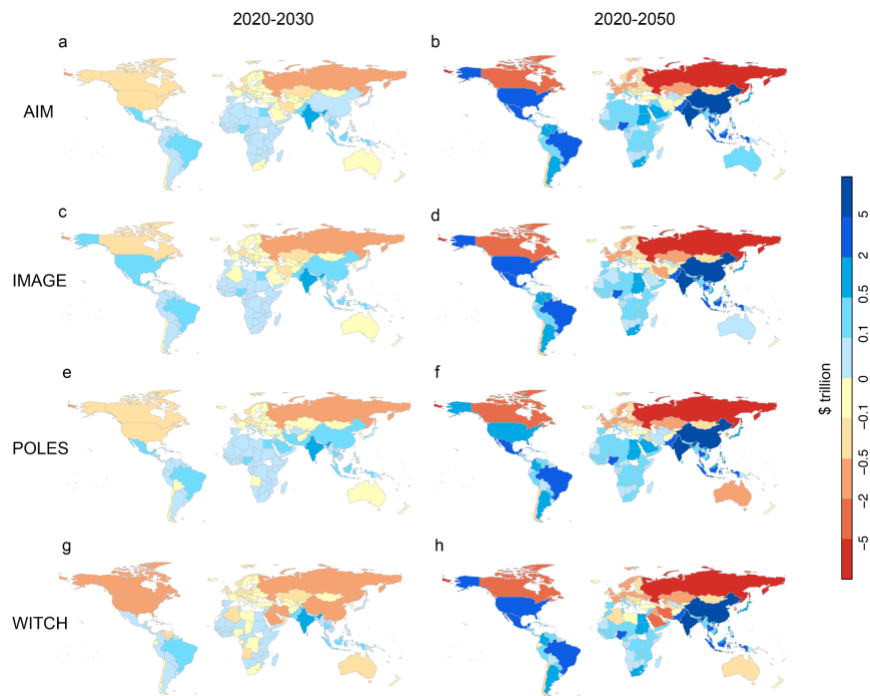 2020-2030 2020-2050
a b
AIM
c d
IMAGE
e f
POLES
g h
WITCH
5
2
0.5
0.1
0
−0.1
−0.5
−2
−5
$ trillion